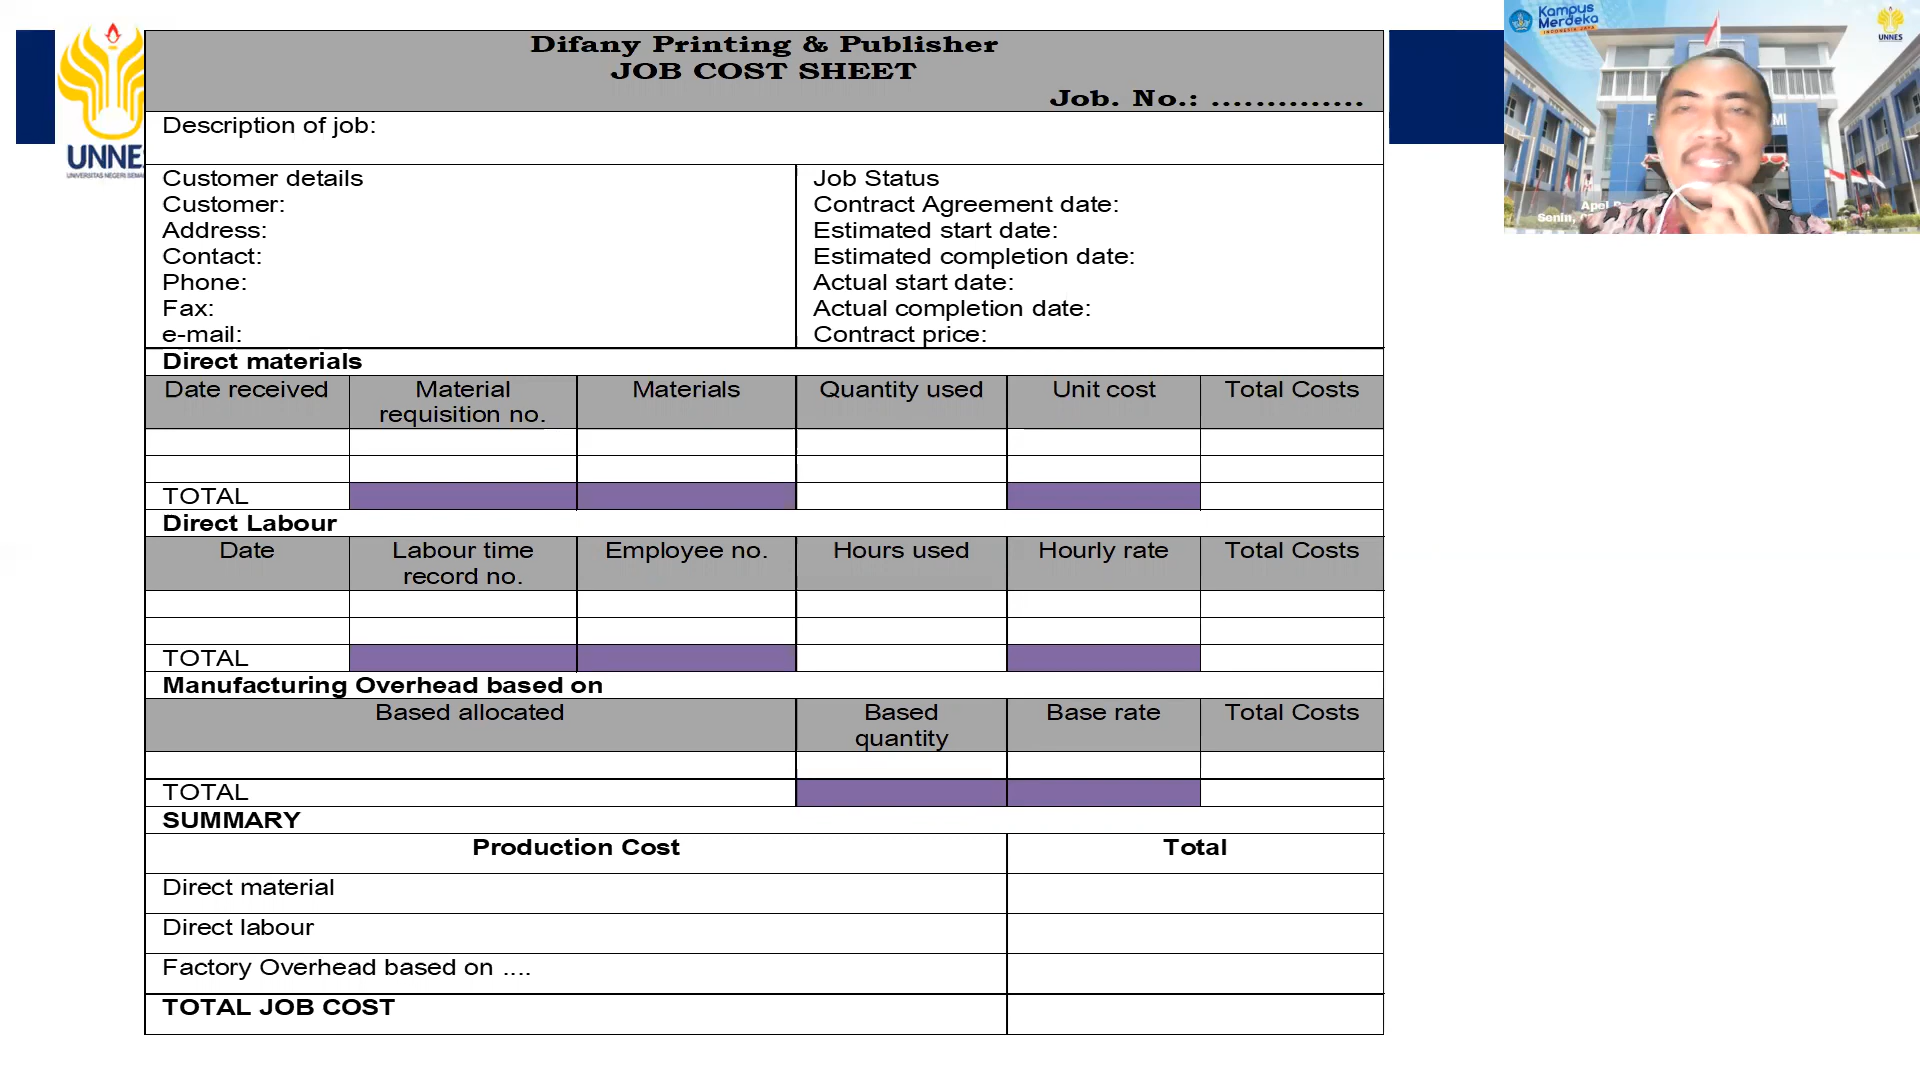 Difany Printing & Publisher
JOB COST SHEET
Job. No.: ..............
UNNES
Description of job:
Customer details
Customer:
Address:
Contact:
Phone:
Fax:
e-mail:
Job Status
Contract Agreement date:
Estimated start date:
Estimated completion date:
Actual start date:
Actual completion date:
Contract price:
Direct materials
Date received Material requisition no. Materials Quantity used Unit cost Total Costs
TOTAL
Direct Labour
Date Labour time record no. Employee no. Hours used Hourly rate Total Costs
TOTAL
Manufacturing Overhead based on
Based allocated Based quantity Base rate Total Costs
TOTAL
SUMMARY
Production Cost Total
Direct material
Direct labour
Factory Overhead based on ....
TOTAL JOB COST
Kampus
Merdeka
INDONESIA JAYA
UNNES
Senin,